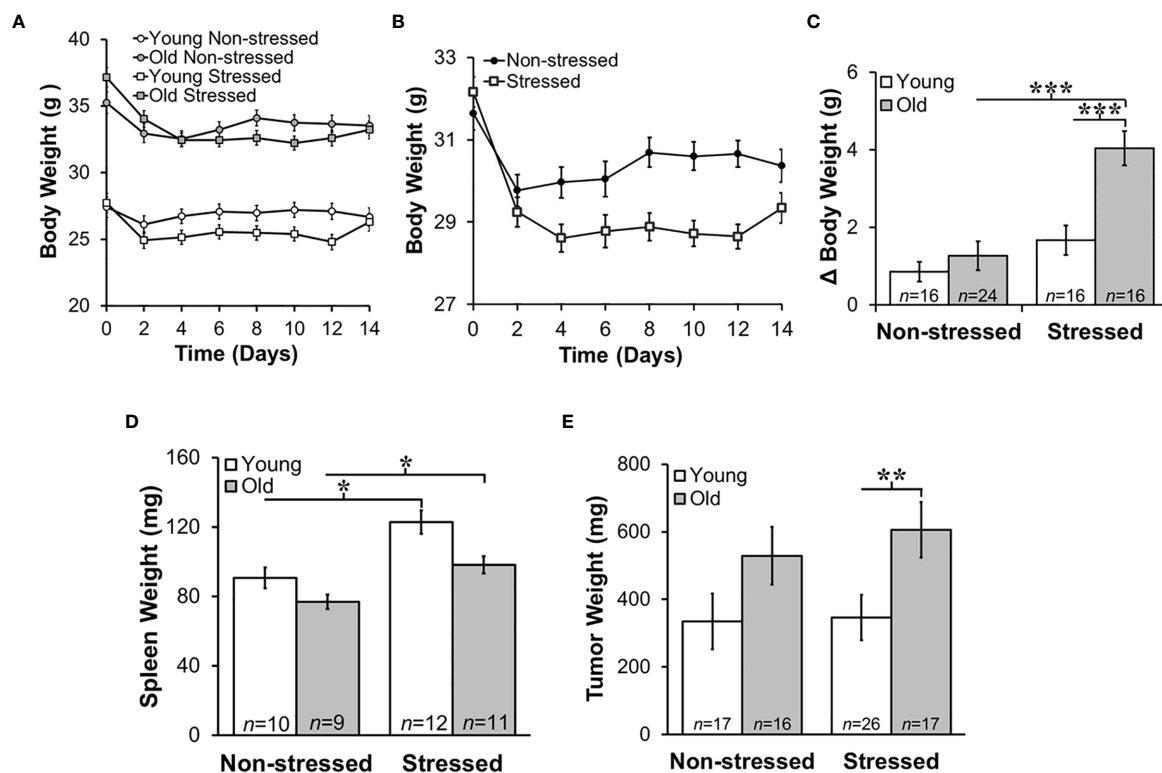 A
40
35
30
25
20
Body Weight (g)
Young Non-stressed
Old Non-stressed
Young Stressed
Old Stressed
0 2 4 6 8 10 12 14
Time (Days)
B
33
31
29
27
Body Weight (g)
Non-stressed
Stressed
0 2 4 6 8 10 12 14
Time (Days)
C
6
4
2
0
Δ Body Weight (g)
Young
Old
***
***
n=16 n=24 n=16 n=16
Non-stressed Stressed
D
160
120
80
40
0
Spleen Weight (mg)
Young
Old
*
*
n=10 n=9 n=12 n=11
Non-stressed Stressed
E
800
600
400
200
0
Tumor Weight (mg)
Young
Old
**
n=17 n=16 n=26 n=17
Non-stressed Stressed